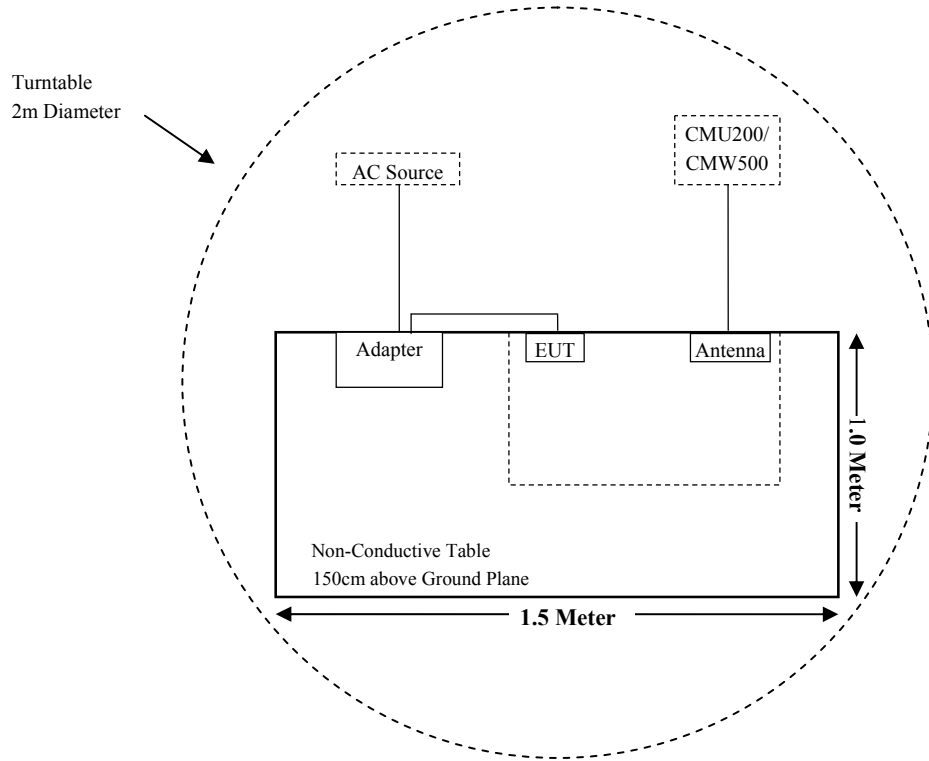 Turntable
2m Diameter
CMU200/
CMW500
AC Source
Adapter
EUT
Antenna
1.0 Meter
Non-Conductive Table
150cm above Ground Plane
1.5 Meter